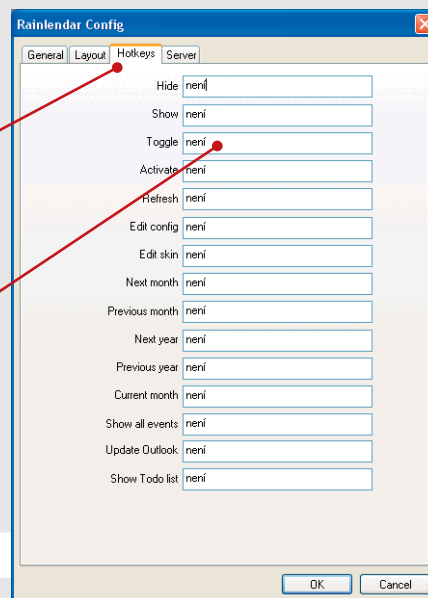 Rainlendar Config
General Layout Hotkeys Server
Hide není
Show není
Toggle není
Activate není
Refresh není
Edit config není
Edit skin není
Next month není
Previous month není
Next year není
Previous year není
Current month není
Show all events není
Update Outlook není
Show Todo list není
OK Cancel